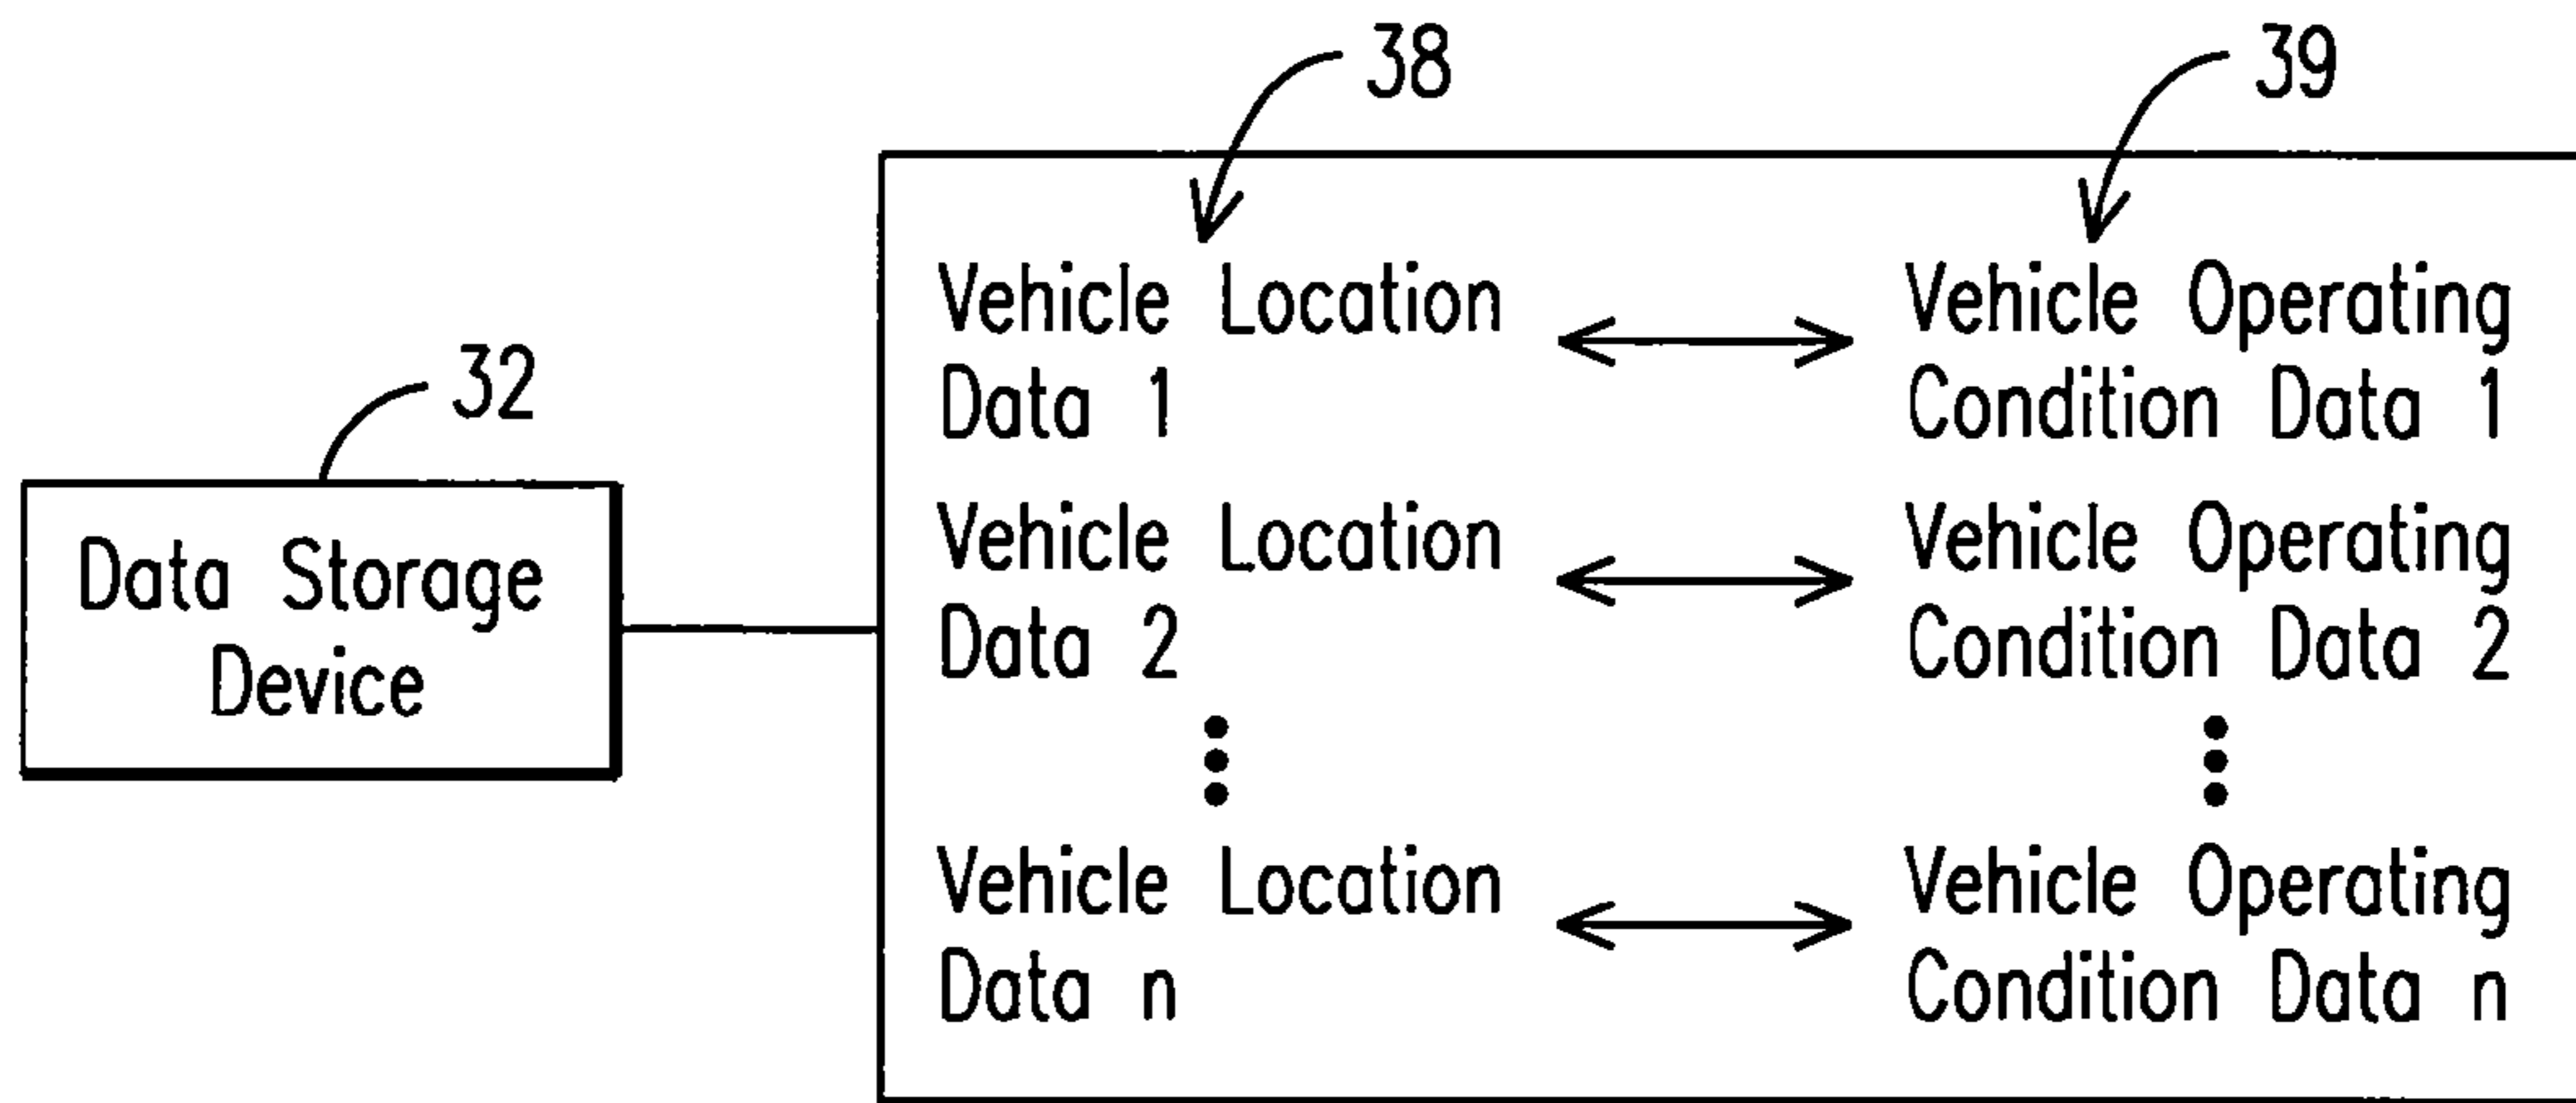 38
39
32
Data Storage
Device
Vehicle Location
Data 1
Vehicle Operating
Condition Data 1
Vehicle Location
Data 2
Vehicle Operating
Condition Data 2
Vehicle Location
Data n
Vehicle Operating
Condition Data n